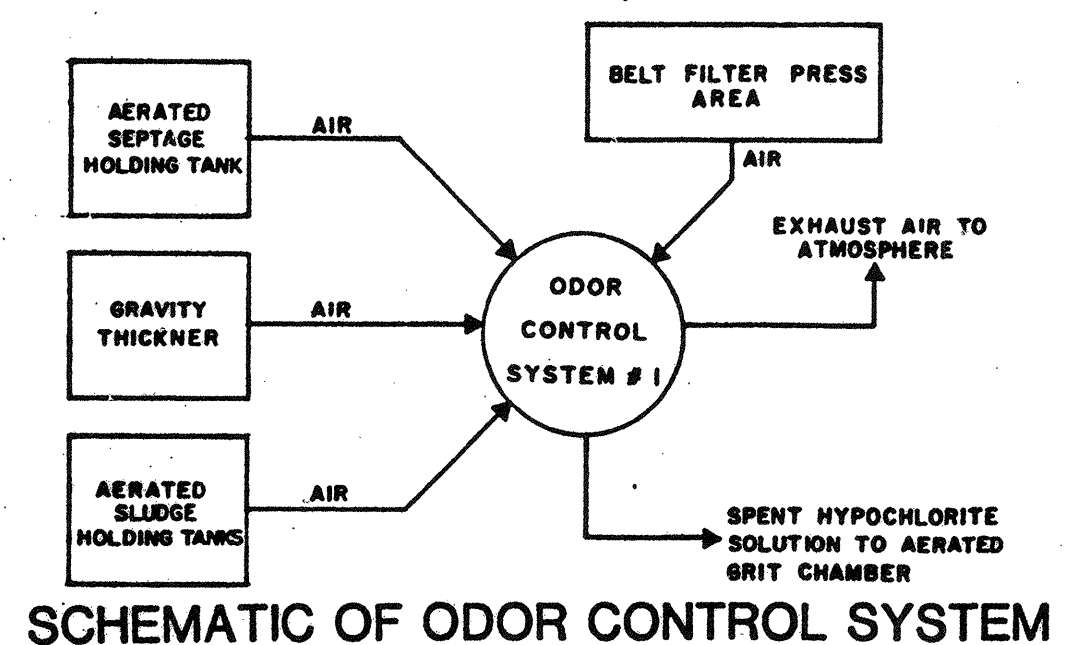 BELT FILTER PRESS
AREA
AERATED
SEPTAGE
HOLDING TANK
AIR
AIR
EXHAUST AIR TO
ATMOSPHERE
GRAVITY
THICKNER
AIR
ODOR
CONTROL
SYSTEM # 1
AERATED
SLUDGE
HOLDING TANKS
AIR
SPENT HYPOCHLORITE
SOLUTION TO AERATED
GRIT CHAMBER
SCHEMATIC OF ODOR CONTROL SYSTEM